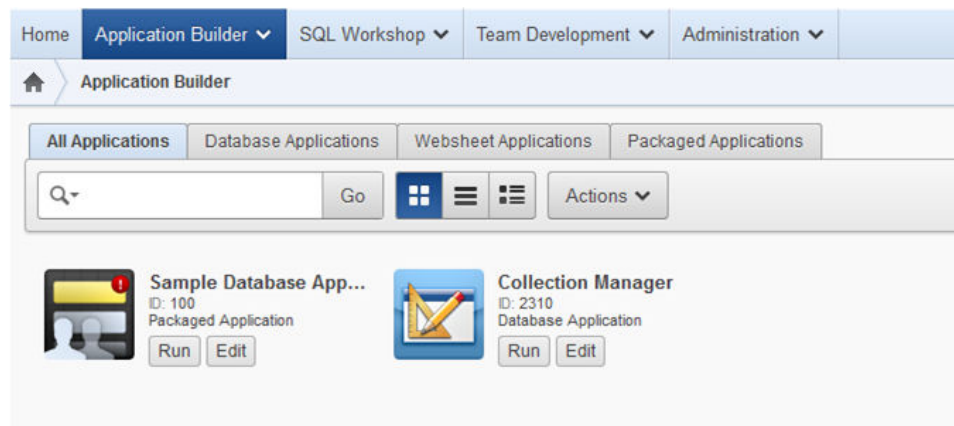 Home Application Builder SQL Workshop Team Development Administration
Application Builder
All Applications Database Applications Websheet Applications Packaged Applications
Go Actions
Sample Database App... Collection Manager
ID: 100 ID: 2310
Packaged Application Database Application
Run Edit Run Edit